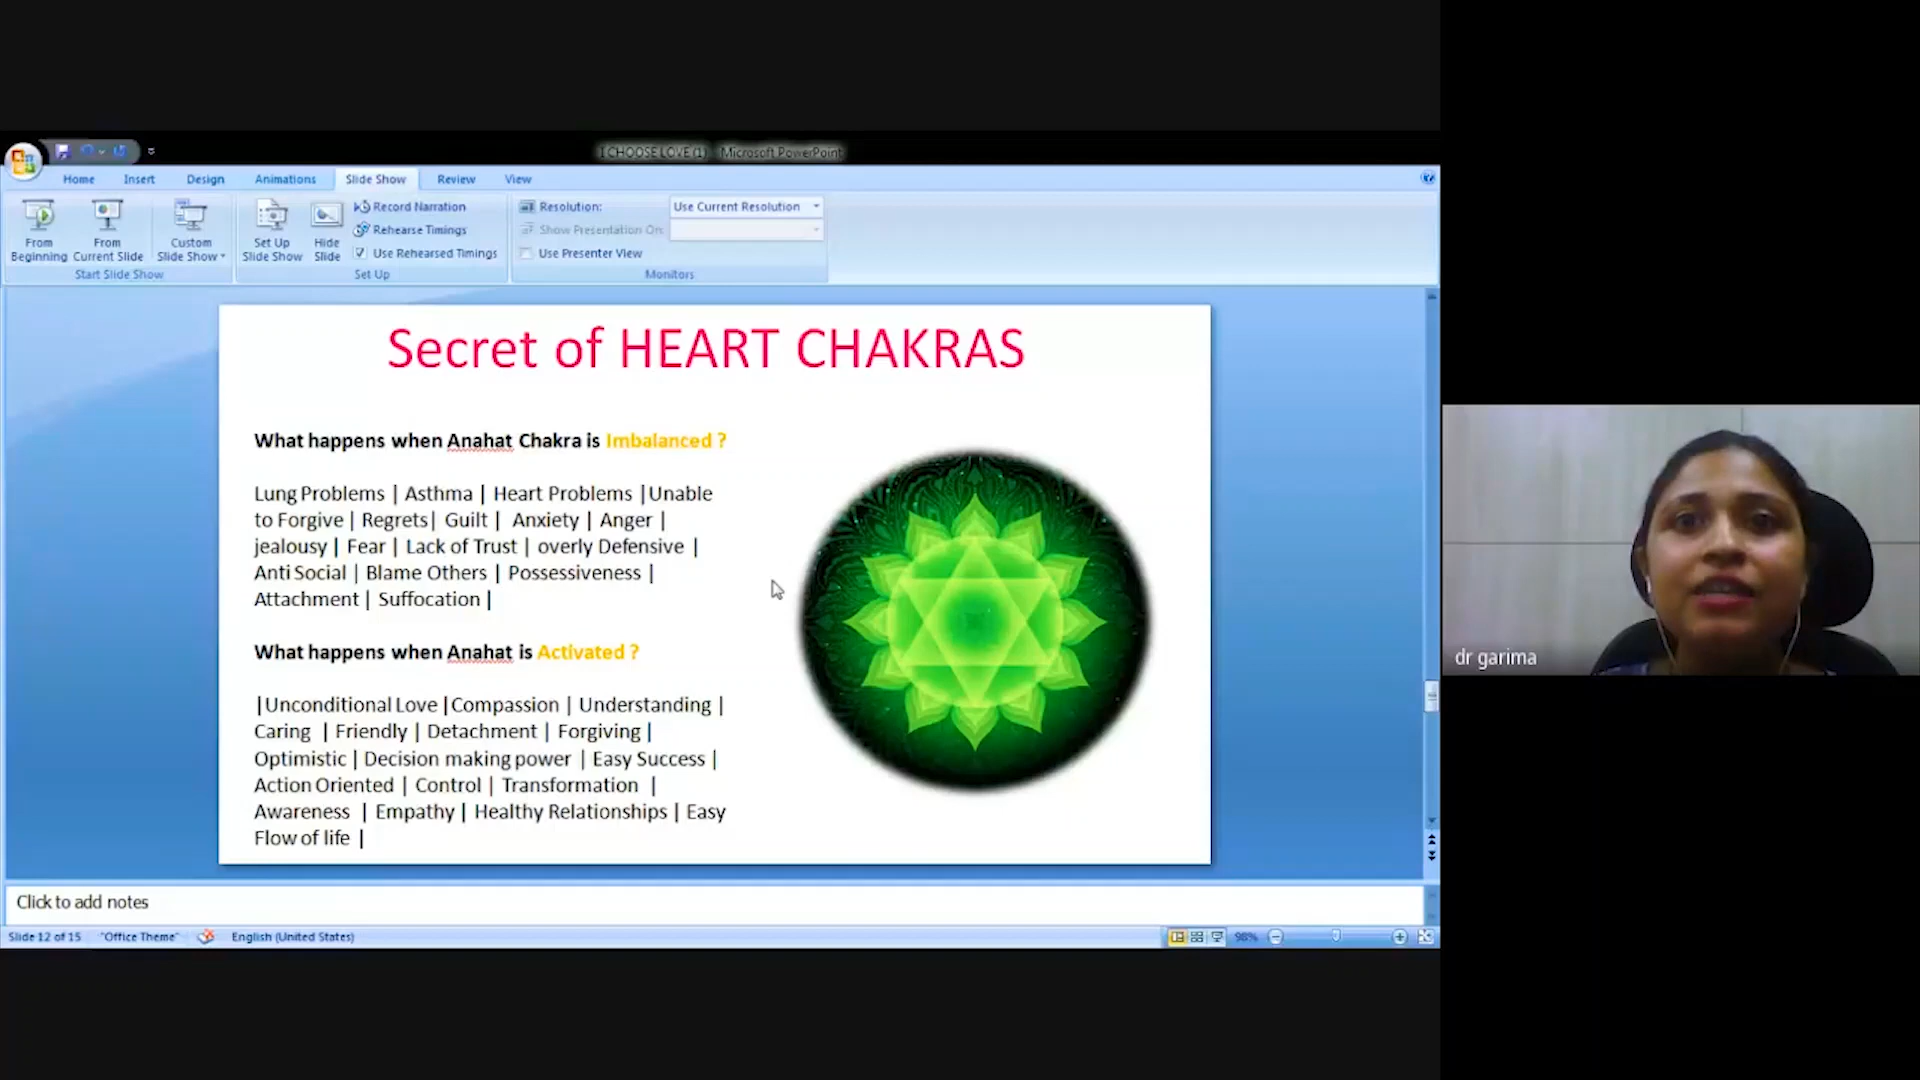 I CHOOSE LOVE (1) - Microsoft PowerPoint
Home Insert Design Animations Slide Show Review View
From Beginning
From Current Slide
Custom Slide Show
Start Slide Show
Set Up Slide Show
Hide Slide
Record Narration
Rehearse Timings
Use Rehearsed Timings
Set Up
Resolution: Use Current Resolution
Show Presentation On:
Use Presenter View
Monitors
Secret of HEART CHAKRAS
What happens when Anahat Chakra is Imbalanced ?
Lung Problems | Asthma | Heart Problems |Unable
to Forgive | Regrets| Guilt | Anxiety | Anger |
jealousy | Fear | Lack of Trust | overly Defensive |
Anti Social | Blame Others | Possessiveness |
Attachment | Suffocation |
What happens when Anahat is Activated ?
|Unconditional Love |Compassion | Understanding |
Caring | Friendly | Detachment | Forgiving |
Optimistic | Decision making power | Easy Success |
Action Oriented | Control | Transformation |
Awareness | Empathy | Healthy Relationships | Easy
Flow of life |
dr garima
Click to add notes
Slide 12 of 15 "Office Theme" English (United States) 98%